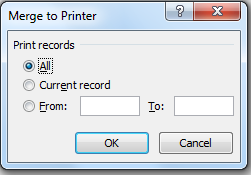 Merge to Printer ?
Print records
All
Current record
From: To:
OK Cancel